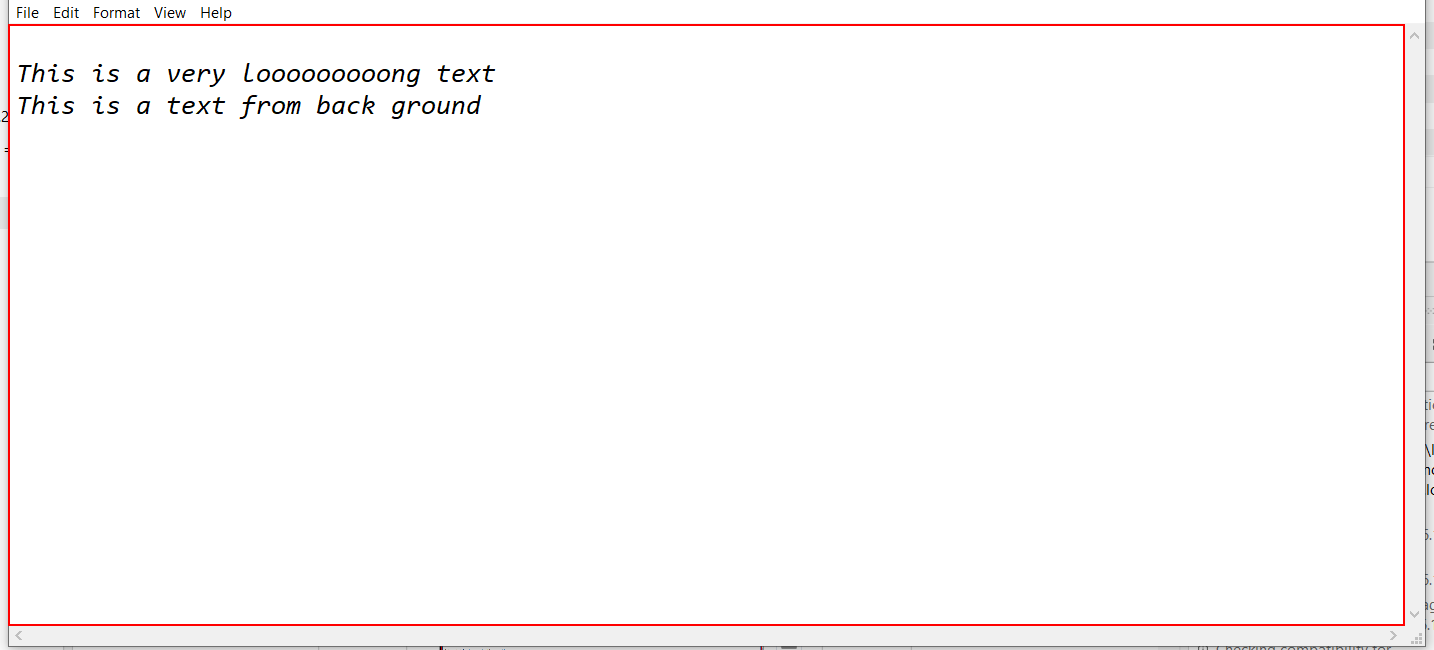 File Edit Format View Help
This is a very looooooooong text
This is a text from back ground